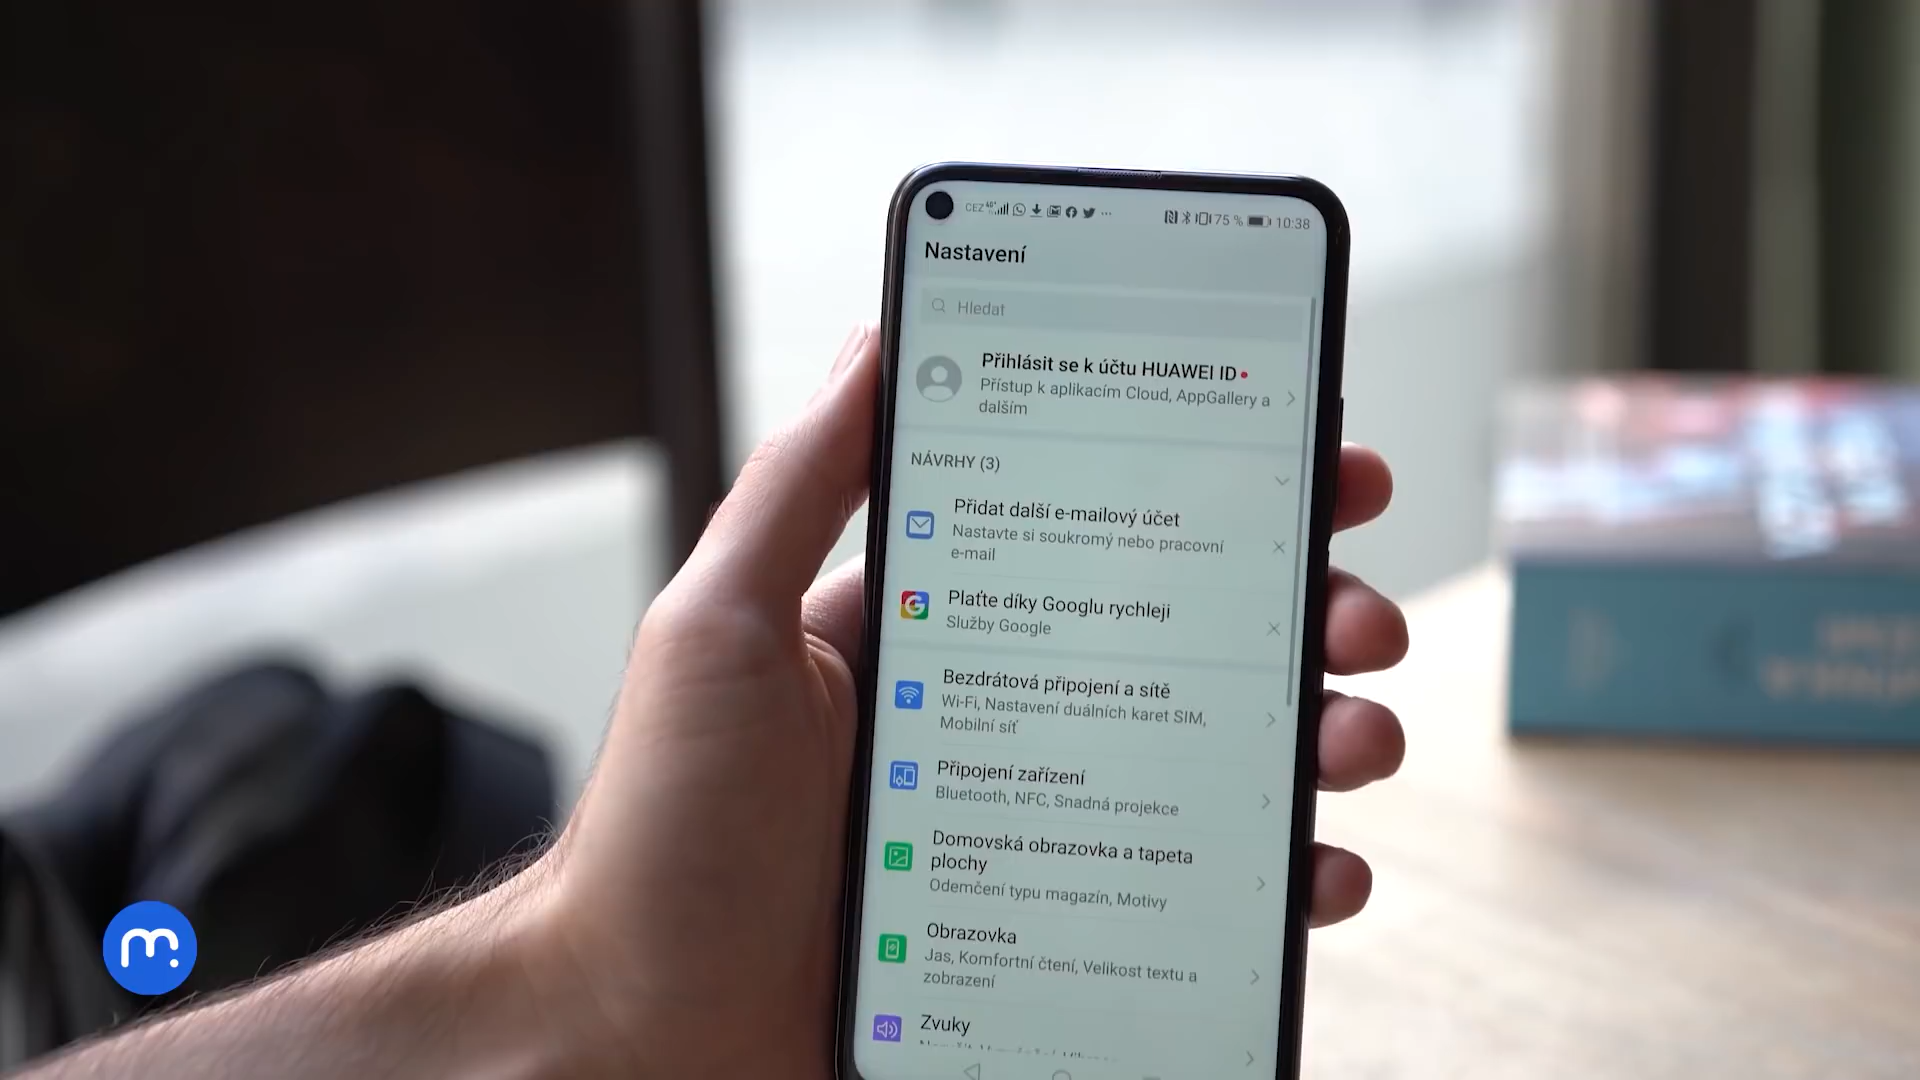 CEZ 75 % 10:38
Nastavení
Hledat
Přihlásit se k účtu HUAWEI ID
Přístup k aplikacím Cloud, AppGallery a
dalším
NÁVRHY (3)
Přidat další e-mailový účet
Nastavte si soukromý nebo pracovní
e-mail
Plaťte díky Googlu rychleji
Služby Google
Bezdrátová připojení a sítě
Wi-Fi, Nastavení duálních karet SIM,
Mobilní síť
Připojení zařízení
Bluetooth, NFC, Snadná projekce
Domovská obrazovka a tapeta
plochy
Odemčení typu magazín, Motivy
Obrazovka
Jas, Komfortní čtení, Velikost textu a
zobrazení
Zvuky
m.